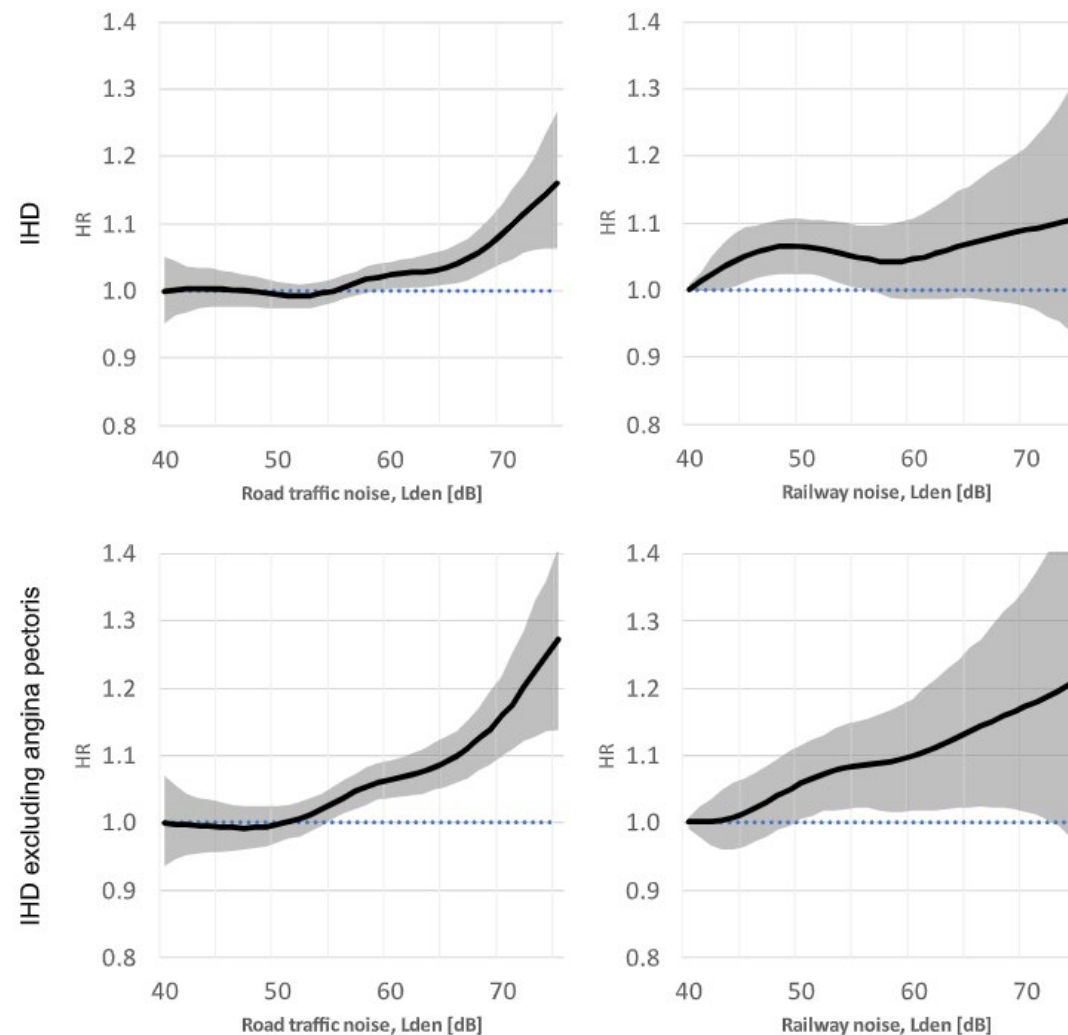 IHD
HR
1.4
1.3
1.2
1.1
1.0
0.9
0.8
40 50 60 70
Road traffic noise, Lden [dB]
HR
1.4
1.3
1.2
1.1
1.0
0.9
0.8
40 50 60 70
Railway noise, Lden [dB]
IHD excluding angina pectoris
HR
1.4
1.3
1.2
1.1
1.0
0.9
0.8
40 50 60 70
Road traffic noise, Lden [dB]
HR
1.4
1.3
1.2
1.1
1.0
0.9
0.8
40 50 60 70
Railway noise, Lden [dB]